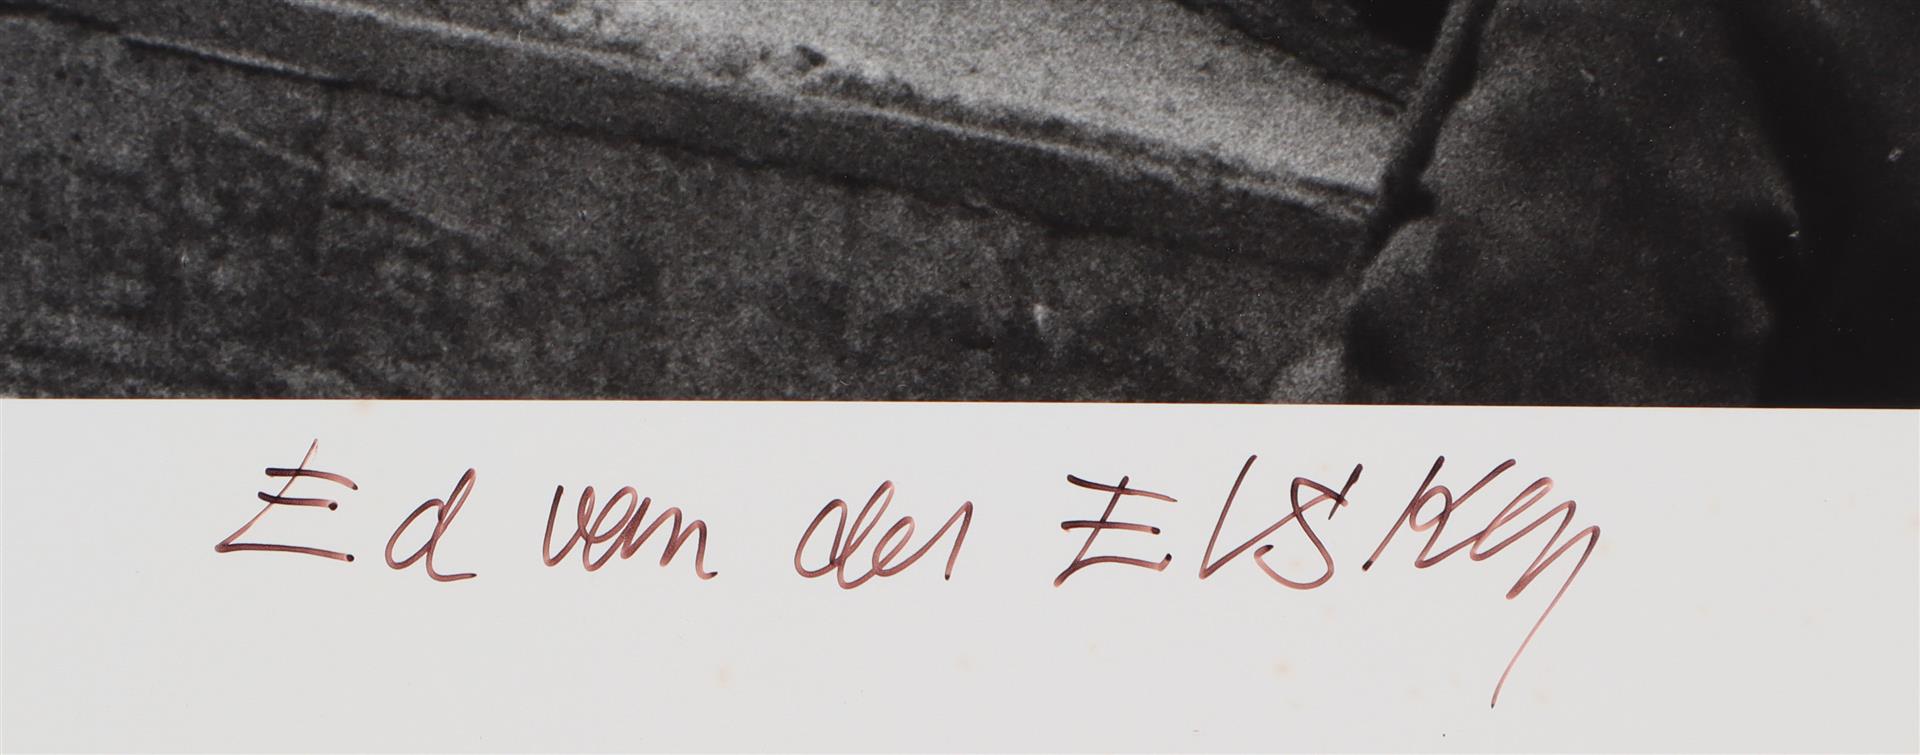 Ed van der Elsken